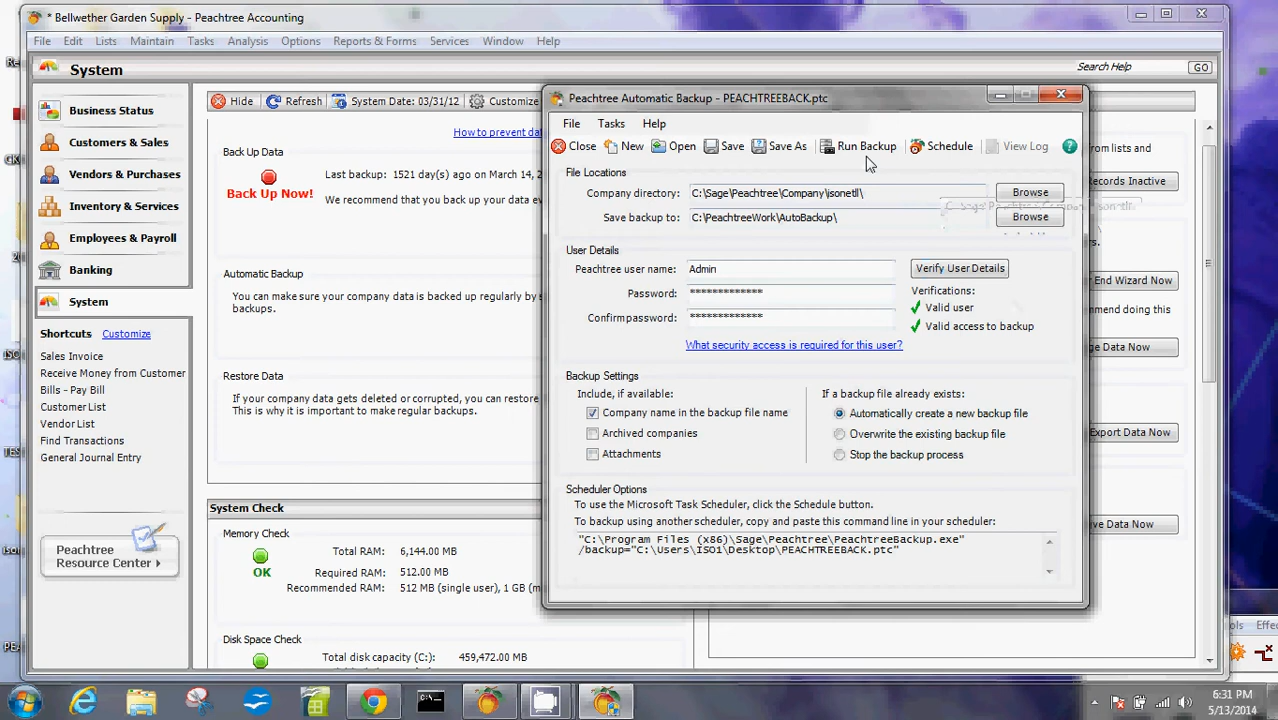 * Bellwether Garden Supply - Peachtree Accounting
File Edit Lists Maintain Tasks Analysis Options Reports & Forms Services Window Help
System
Search Help
GO
Business Status
Customers & Sales
Vendors & Purchases
Inventory & Services
Employees & Payroll
Banking
System
Shortcuts Customize
Sales Invoice
Receive Money from Customer
Bills - Pay Bill
Customer List
Vendor List
Find Transactions
General Journal Entry
Peachtree
Resource Center
Hide Refresh System Date: 03/31/12 Customize
How to prevent dat
Back Up Data
Back Up Now!
Last backup: 1521 day(s) ago on March 14, 2
We recommend that you back up your data eve
Automatic Backup
You can make sure your company data is backed up regularly by s
backups.
Restore Data
If your company data gets deleted or corrupted, you can restore
This is why it is important to make regular backups.
System Check
Memory Check
OK
Total RAM: 6,144.00 MB
Required RAM: 512.00 MB
Recommended RAM: 512 MB (single user), 1 GB (m
Disk Space Check
Total disk capacity (C:): 459,472.00 MB
Peachtree Automatic Backup - PEACHTREEBACK.ptc
File Tasks Help
Close New Open Save Save As Run Backup Schedule View Log
File Locations
Company directory: C:\Sage\Peachtree\Company\isonetll\ Browse
Save backup to: C:\PeachtreeWork\AutoBackup\ Browse
User Details
Peachtree user name: Admin Verify User Details
Password: *************
Confirm password: *************
Verifications:
Valid user
Valid access to backup
What security access is required for this user?
Backup Settings
Include, if available:
Company name in the backup file name
Archived companies
Attachments
If a backup file already exists:
Automatically create a new backup file
Overwrite the existing backup file
Stop the backup process
Scheduler Options
To use the Microsoft Task Scheduler, click the Schedule button.
To backup using another scheduler, copy and paste this command line in your scheduler:
"C:\Program Files (x86)\Sage\Peachtree\PeachtreeBackup.exe"
/backup="C:\Users\ISO1\Desktop\PEACHTREEBACK.ptc"
om lists and
ecords Inactive
er End Wizard Now
mend doing this
ge Data Now
Export Data Now
ve Data Now
Effec
6:31 PM
5/13/2014